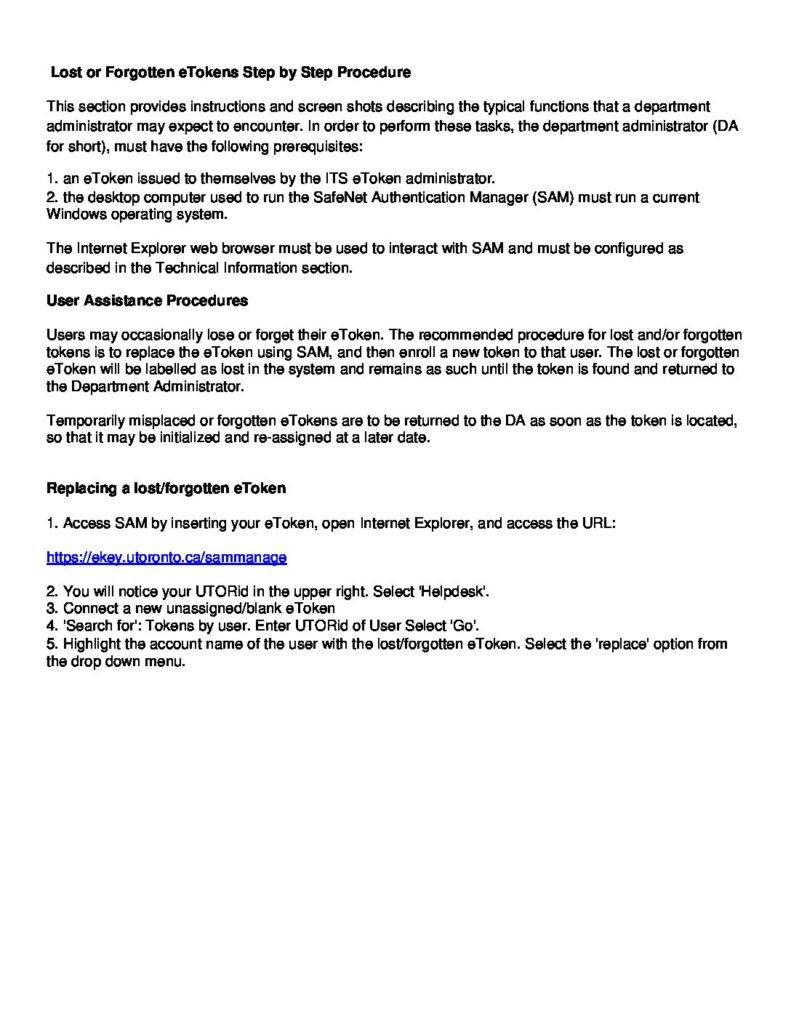 Lost or Forgotten eTokens Step by Step Procedure
This section provides instructions and screen shots describing the typical functions that a department
administrator may expect to encounter. In order to perform these tasks, the department administrator (DA
for short), must have the following prerequisites:
1. an eToken issued to themselves by the ITS eToken administrator.
2. the desktop computer used to run the SafeNet Authentication Manager (SAM) must run a current
Windows operating system.
The Internet Explorer web browser must be used to interact with SAM and must be configured as
described in the Technical Information section.
User Assistance Procedures
Users may occasionally lose or forget their eToken. The recommended procedure for lost and/or forgotten
tokens is to replace the eToken using SAM, and then enroll a new token to that user. The lost or forgotten
eToken will be labelled as lost in the system and remains as such until the token is found and returned to
the Department Administrator.
Temporarily misplaced or forgotten eTokens are to be returned to the DA as soon as the token is located,
so that it may be initialized and re-assigned at a later date.
Replacing a lost/forgotten eToken
1. Access SAM by inserting your eToken, open Internet Explorer, and access the URL:
https://ekey.utoronto.ca/sammanage
2. You will notice your UTORid in the upper right. Select 'Helpdesk'.
3. Connect a new unassigned/blank eToken
4. 'Search for': Tokens by user. Enter UTORid of User Select 'Go'.
5. Highlight the account name of the user with the lost/forgotten eToken. Select the 'replace' option from
the drop down menu.